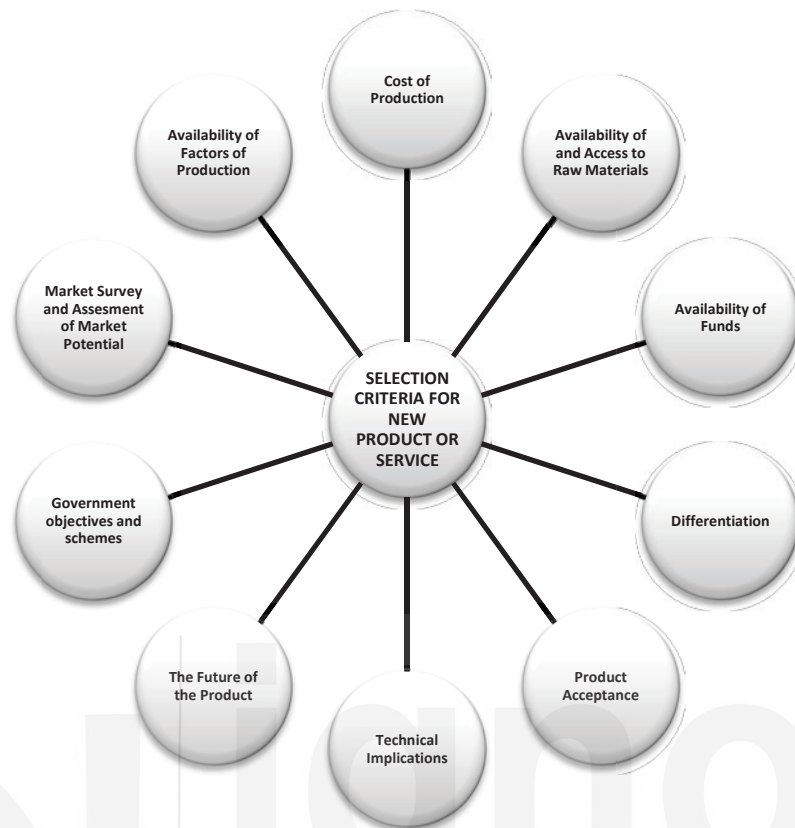 Cost of
Production
Availability of
and Access to
Raw Materials
Availability of
Funds
Differentiation
Product
Acceptance
Technical
Implications
The Future of
the Product
Government
objectives and
schemes
Market Survey
and Assesment
of Market
Potential
Availability of
Factors of
Production
SELECTION
CRITERIA FOR
NEW
PRODUCT OR
SERVICE